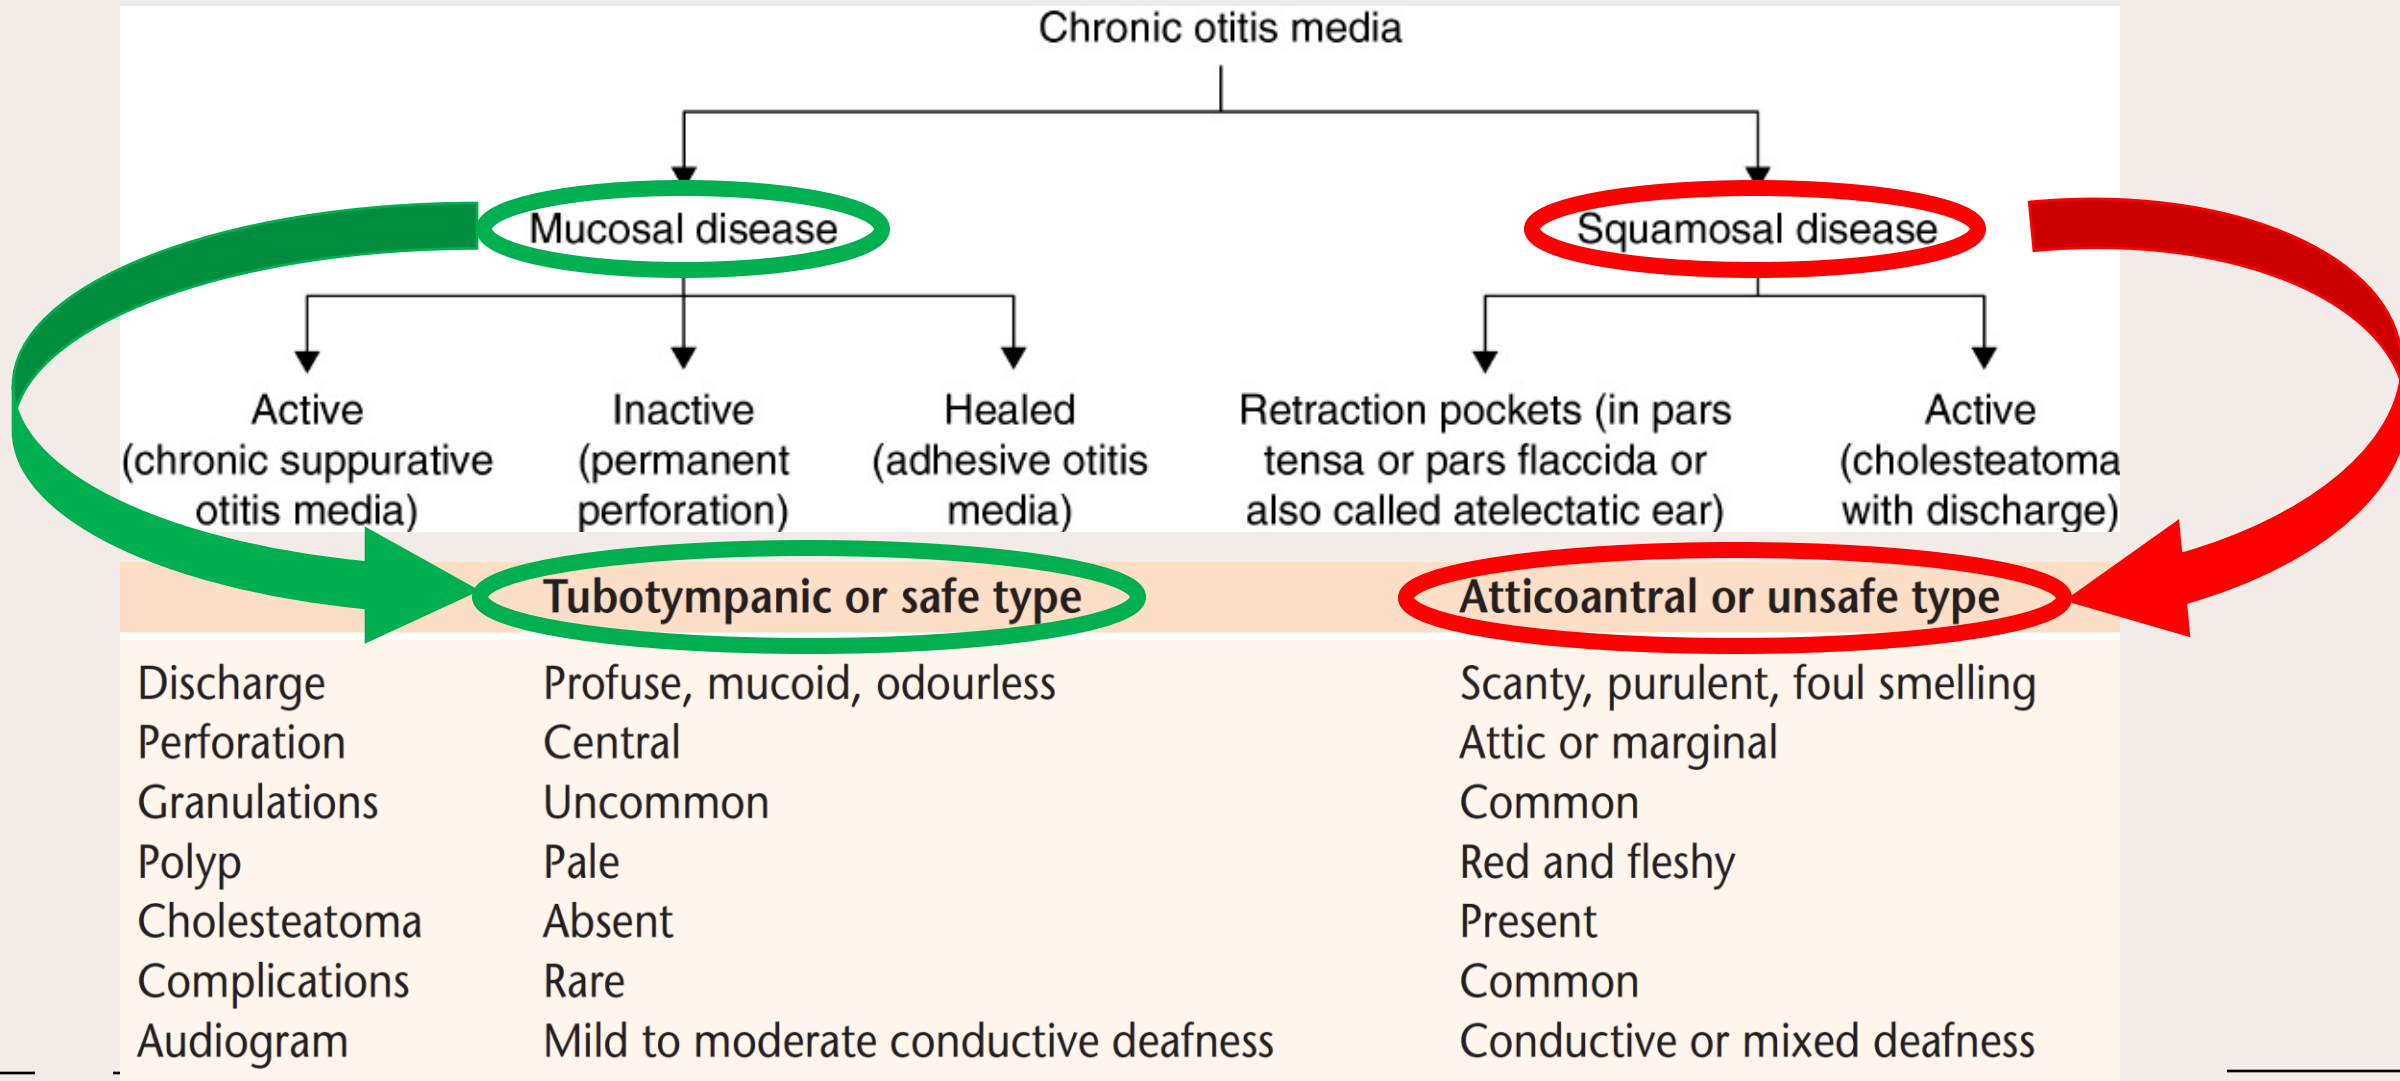 Chronic otitis media
Mucosal disease
Squamosal disease
Active
(chronic suppurative
otitis media)
Inactive
(permanent
perforation)
Healed
(adhesive otitis
media)
Retraction pockets (in pars
tensa or pars flaccida or
also called atelectatic ear)
Active
(cholesteatoma
with discharge)
Tubotympanic or safe type Atticoantral or unsafe type
Discharge Profuse, mucoid, odourless Scanty, purulent, foul smelling
Perforation Central Attic or marginal
Granulations Uncommon Common
Polyp Pale Red and fleshy
Cholesteatoma Absent Present
Complications Rare Common
Audiogram Mild to moderate conductive deafness Conductive or mixed deafness